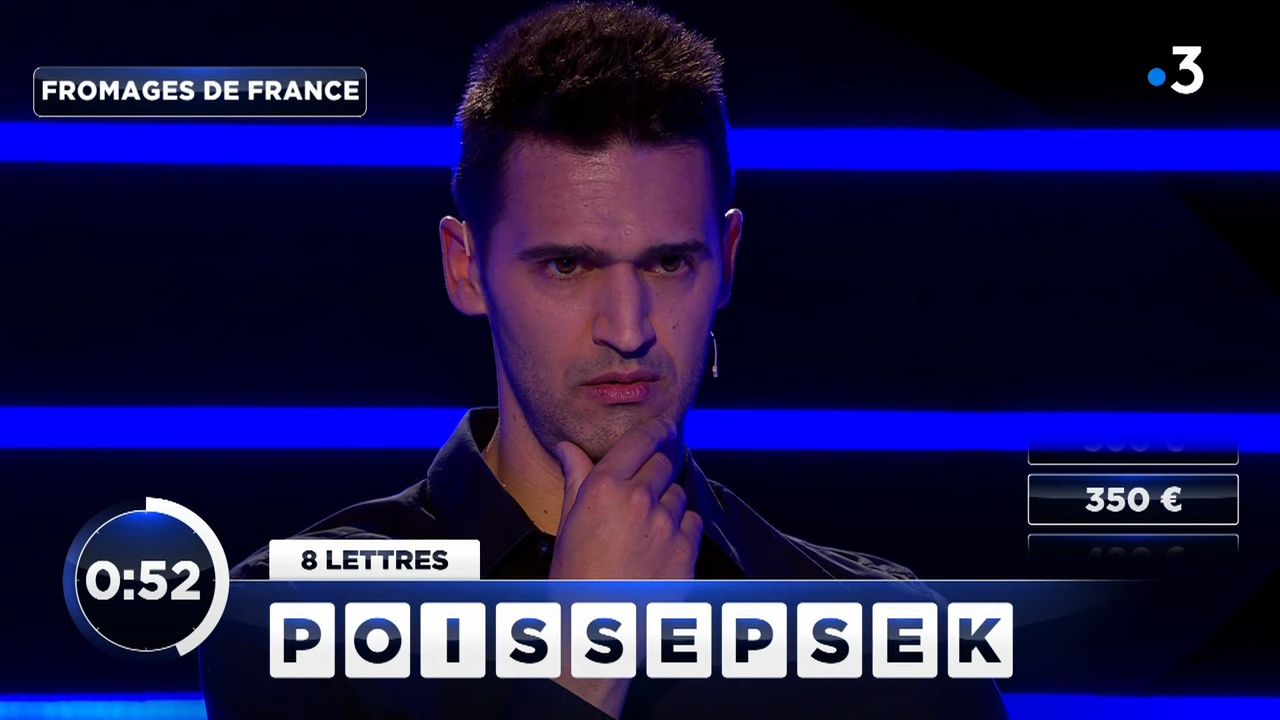 FROMAGES DE FRANCE
3
350 €
8 LETTRES
0:52
POISSEPSEK